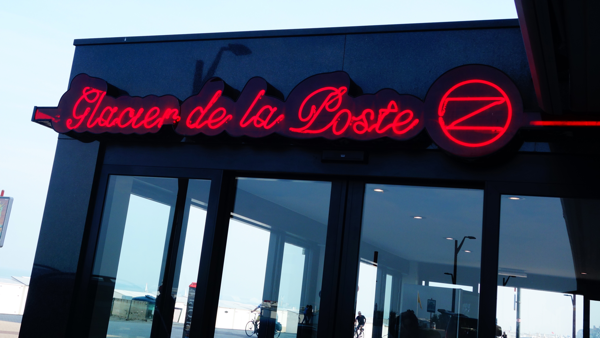 Glacier de la Poste Z